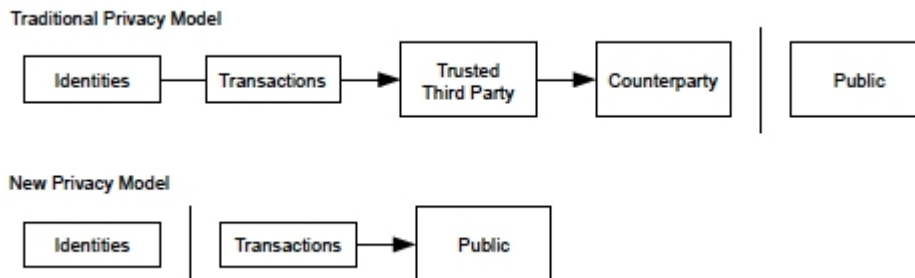 Traditional Privacy Model
Identities
Transactions
Trusted
Third Party
Counterparty
Public
New Privacy Model
Identities
Transactions
Public